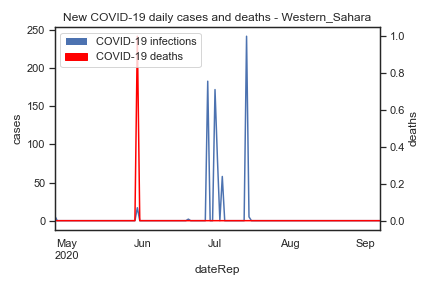 New COVID-19 daily cases and deaths - Western_Sahara
COVID-19 infections
COVID-19 deaths
250
200
150
100
50
0
cases
1.0
0.8
0.6
0.4
0.2
0.0
deaths
May Jun Jul Aug Sep
2020
dateRep